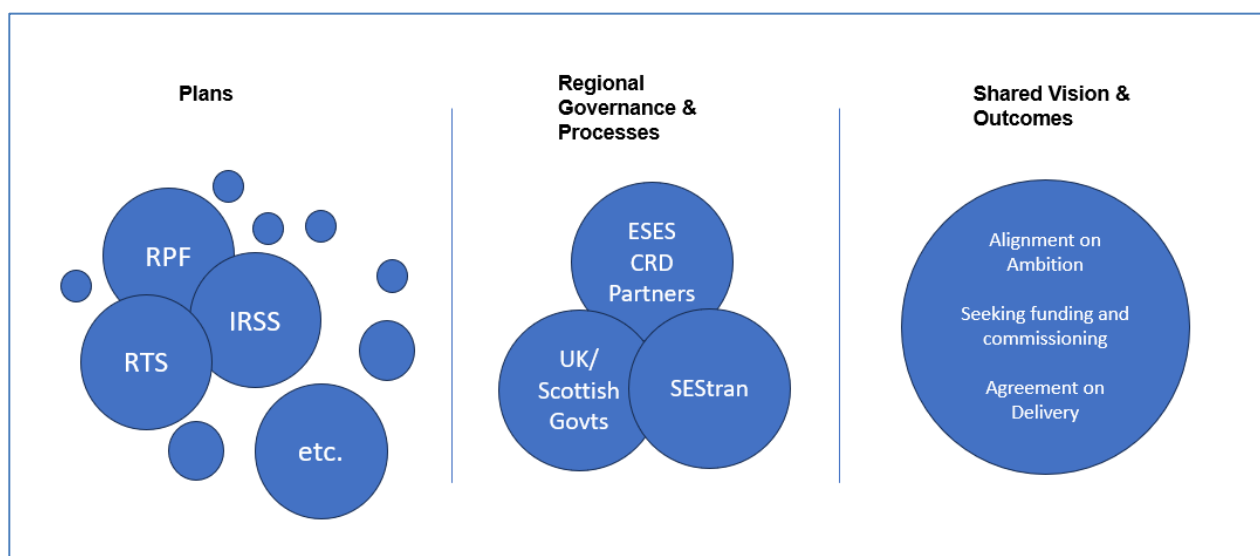 Plans
RPF
IRSS
RTS
etc.
Regional
Governance &
Processes
ESES
CRD
Partners
UK/
Scottish
Govts
SEStran
Shared Vision &
Outcomes
Alignment on
Ambition
Seeking funding and
commissioning
Agreement on
Delivery